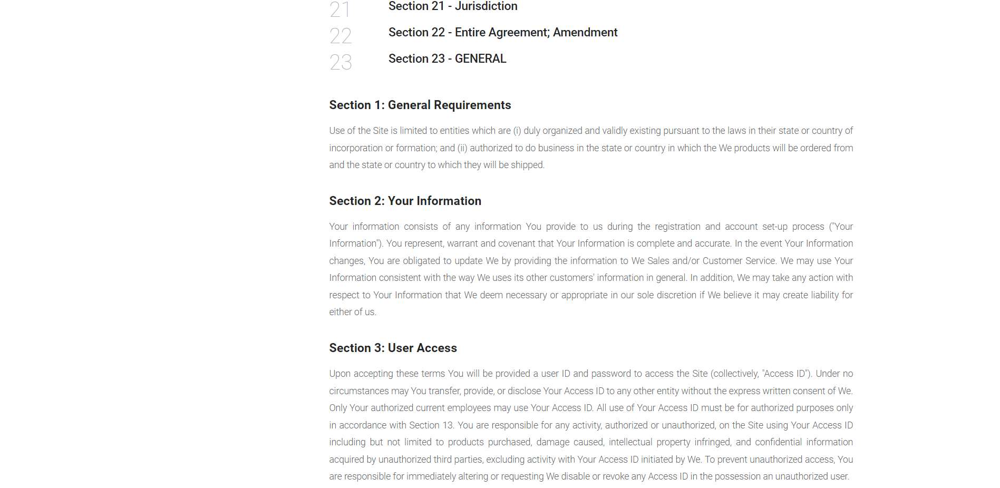 21 Section 21 - Jurisdiction
22 Section 22 - Entire Agreement; Amendment
23 Section 23 - GENERAL
Section 1: General Requirements
Use of the Site is limited to entities which are (i) duly organized and validly existing pursuant to the laws in their state or country of
incorporation or formation; and (ii) authorized to do business in the state or country in which the We products will be ordered from
and the state or country to which they will be shipped.
Section 2: Your Information
Your information consists of any information You provide to us during the registration and account set-up process ("Your
Information"). You represent, warrant and covenant that Your Information is complete and accurate. In the event Your Information
changes, You are obligated to update We by providing the information to We Sales and/or Customer Service. We may use Your
Information consistent with the way We uses its other customers' information in general. In addition, We may take any action with
respect to Your Information that We deem necessary or appropriate in our sole discretion if We believe it may create liability for
either of us.
Section 3: User Access
Upon accepting these terms You will be provided a user ID and password to access the Site (collectively, "Access ID"). Under no
circumstances may You transfer, provide, or disclose Your Access ID to any other entity without the express written consent of We.
Only Your authorized current employees may use Your Access ID. All use of Your Access ID must be for authorized purposes only
in accordance with Section 13. You are responsible for any activity, authorized or unauthorized, on the Site using Your Access ID
including but not limited to products purchased, damage caused, intellectual property infringed, and confidential information
acquired by unauthorized third parties, excluding activity with Your Access ID initiated by We. To prevent unauthorized access, You
are responsible for immediately altering or requesting We disable or revoke any Access ID in the possession an unauthorized user.